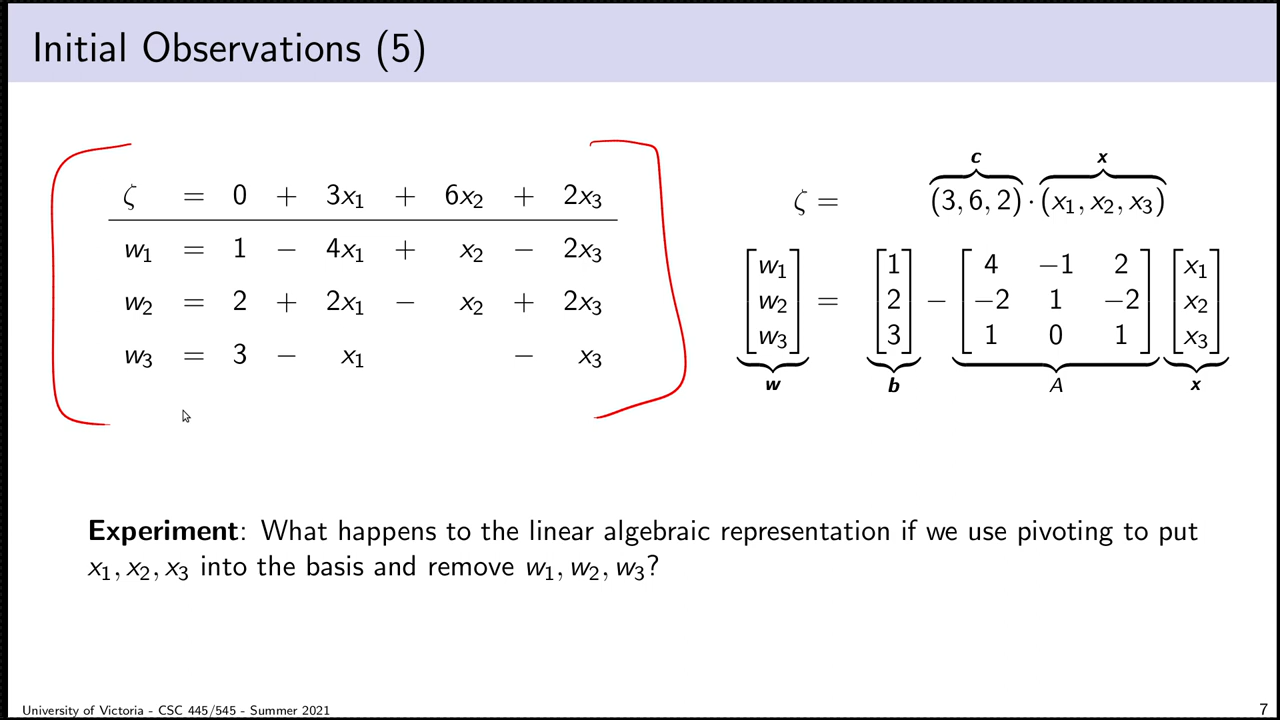 Initial Observations (5)
ζ = 0 + 3x₁ + 6x₂ + 2x₃
w₁ = 1 − 4x₁ + x₂ − 2x₃
w₂ = 2 + 2x₁ − x₂ + 2x₃
w₃ = 3 − x₁ − x₃
c x
ζ = (3, 6, 2) · (x₁, x₂, x₃)
[w₁] [1] [4 −1 2] [x₁]
[w₂] = [2] − [−2 1 −2] [x₂]
[w₃] [3] [1 0 1] [x₃]
w b A x
Experiment: What happens to the linear algebraic representation if we use pivoting to put
x₁, x₂, x₃ into the basis and remove w₁, w₂, w₃?
University of Victoria - CSC 445/545 - Summer 2021
7